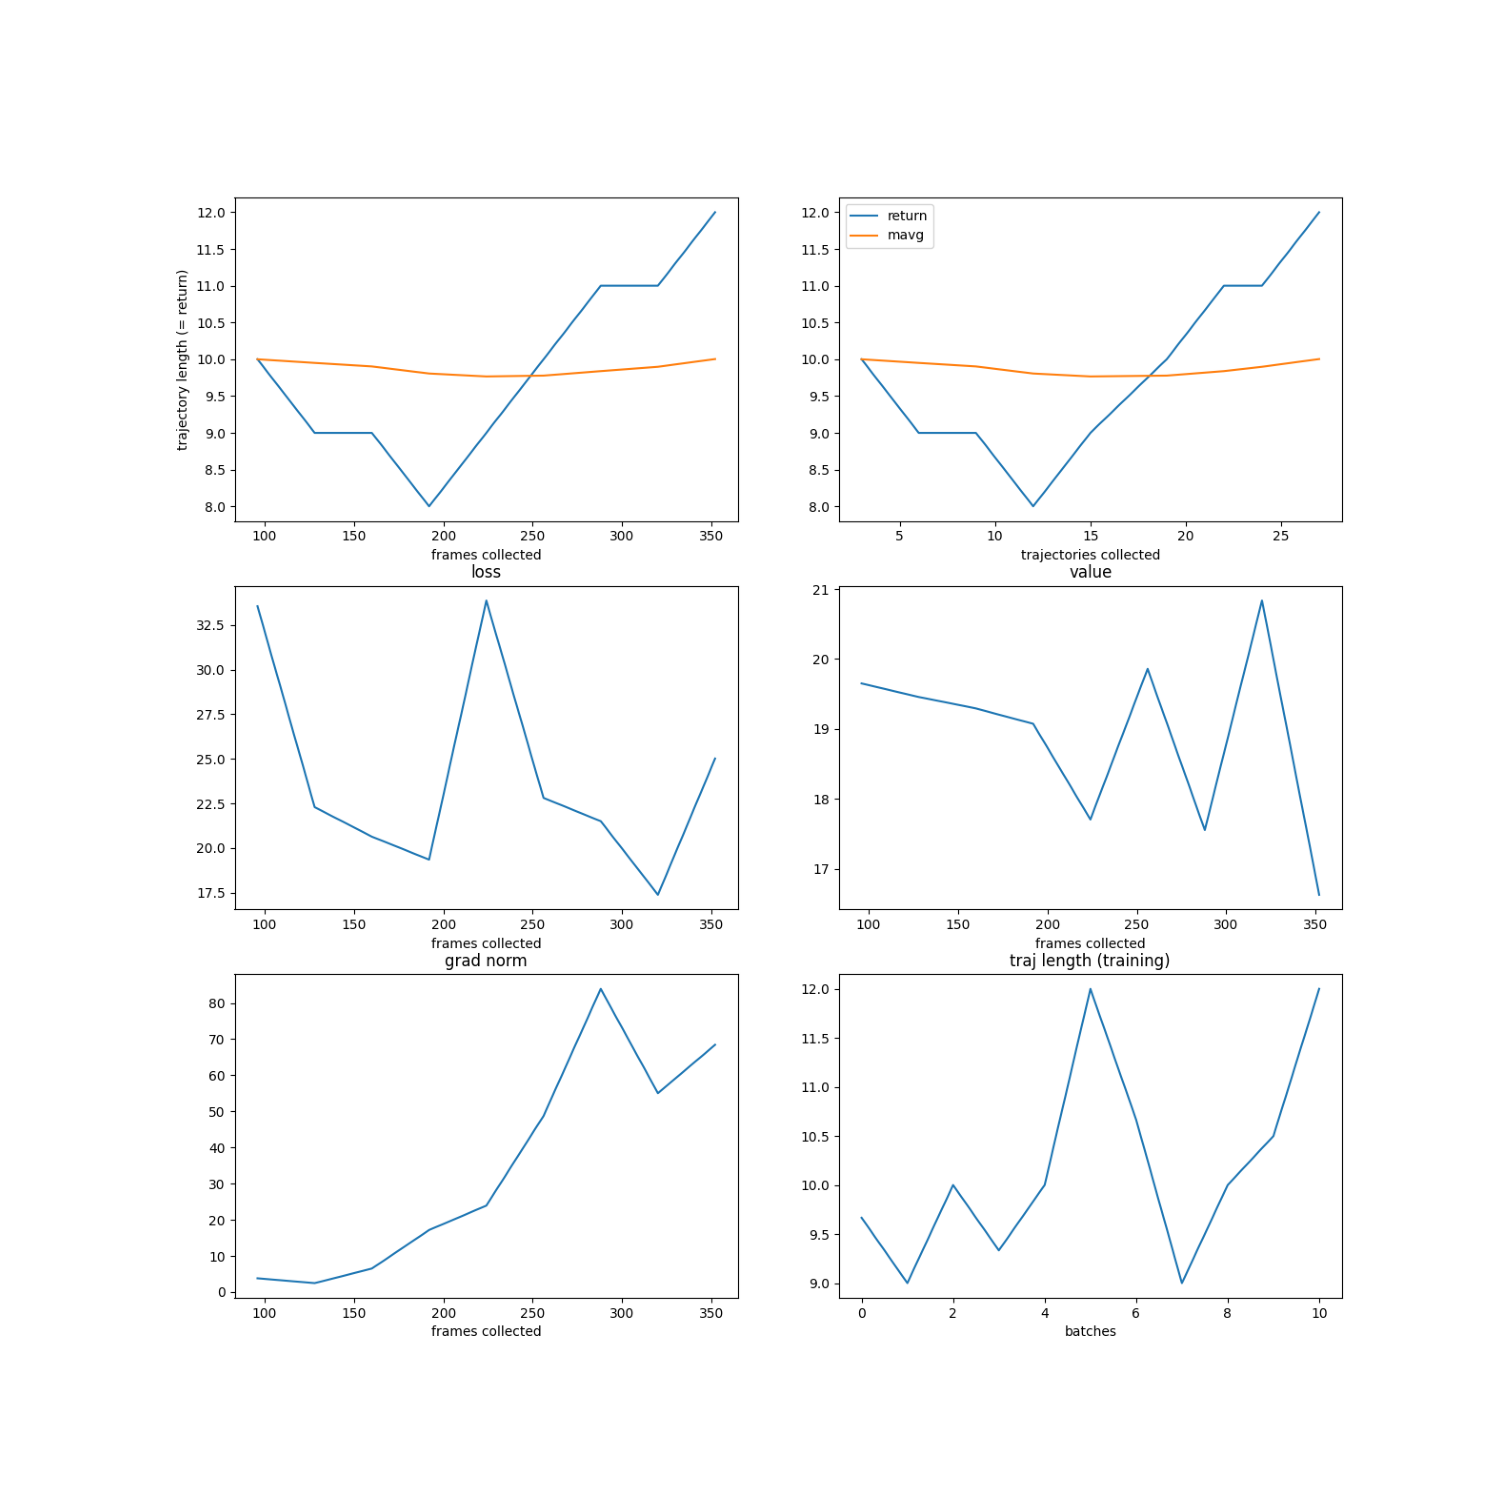 12.0
11.5
11.0
10.5
10.0
9.5
9.0
8.5
8.0
trajectory length (= return)
100 150 200 250 300 350
frames collected
return
mavg
12.0
11.5
11.0
10.5
10.0
9.5
9.0
8.5
8.0
5 10 15 20 25
trajectories collected
loss
32.5
30.0
27.5
25.0
22.5
20.0
17.5
100 150 200 250 300 350
frames collected
value
21
20
19
18
17
100 150 200 250 300 350
frames collected
grad norm
80
70
60
50
40
30
20
10
0
100 150 200 250 300 350
frames collected
traj length (training)
12.0
11.5
11.0
10.5
10.0
9.5
9.0
0 2 4 6 8 10
batches